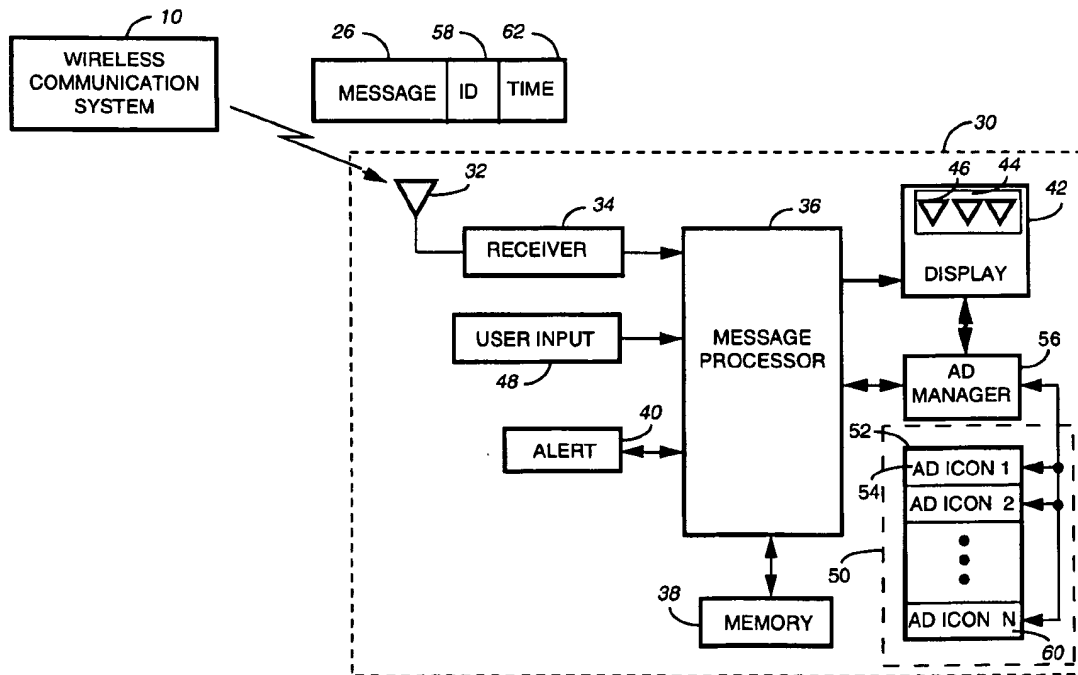 10
WIRELESS
COMMUNICATION
SYSTEM
26 58 62
MESSAGE ID TIME
30
32
34
RECEIVER
36
MESSAGE
PROCESSOR
46 44
42
DISPLAY
USER INPUT
48
40
ALERT
56
AD
MANAGER
52
54
AD ICON 1
AD ICON 2
50
AD ICON N
60
38
MEMORY